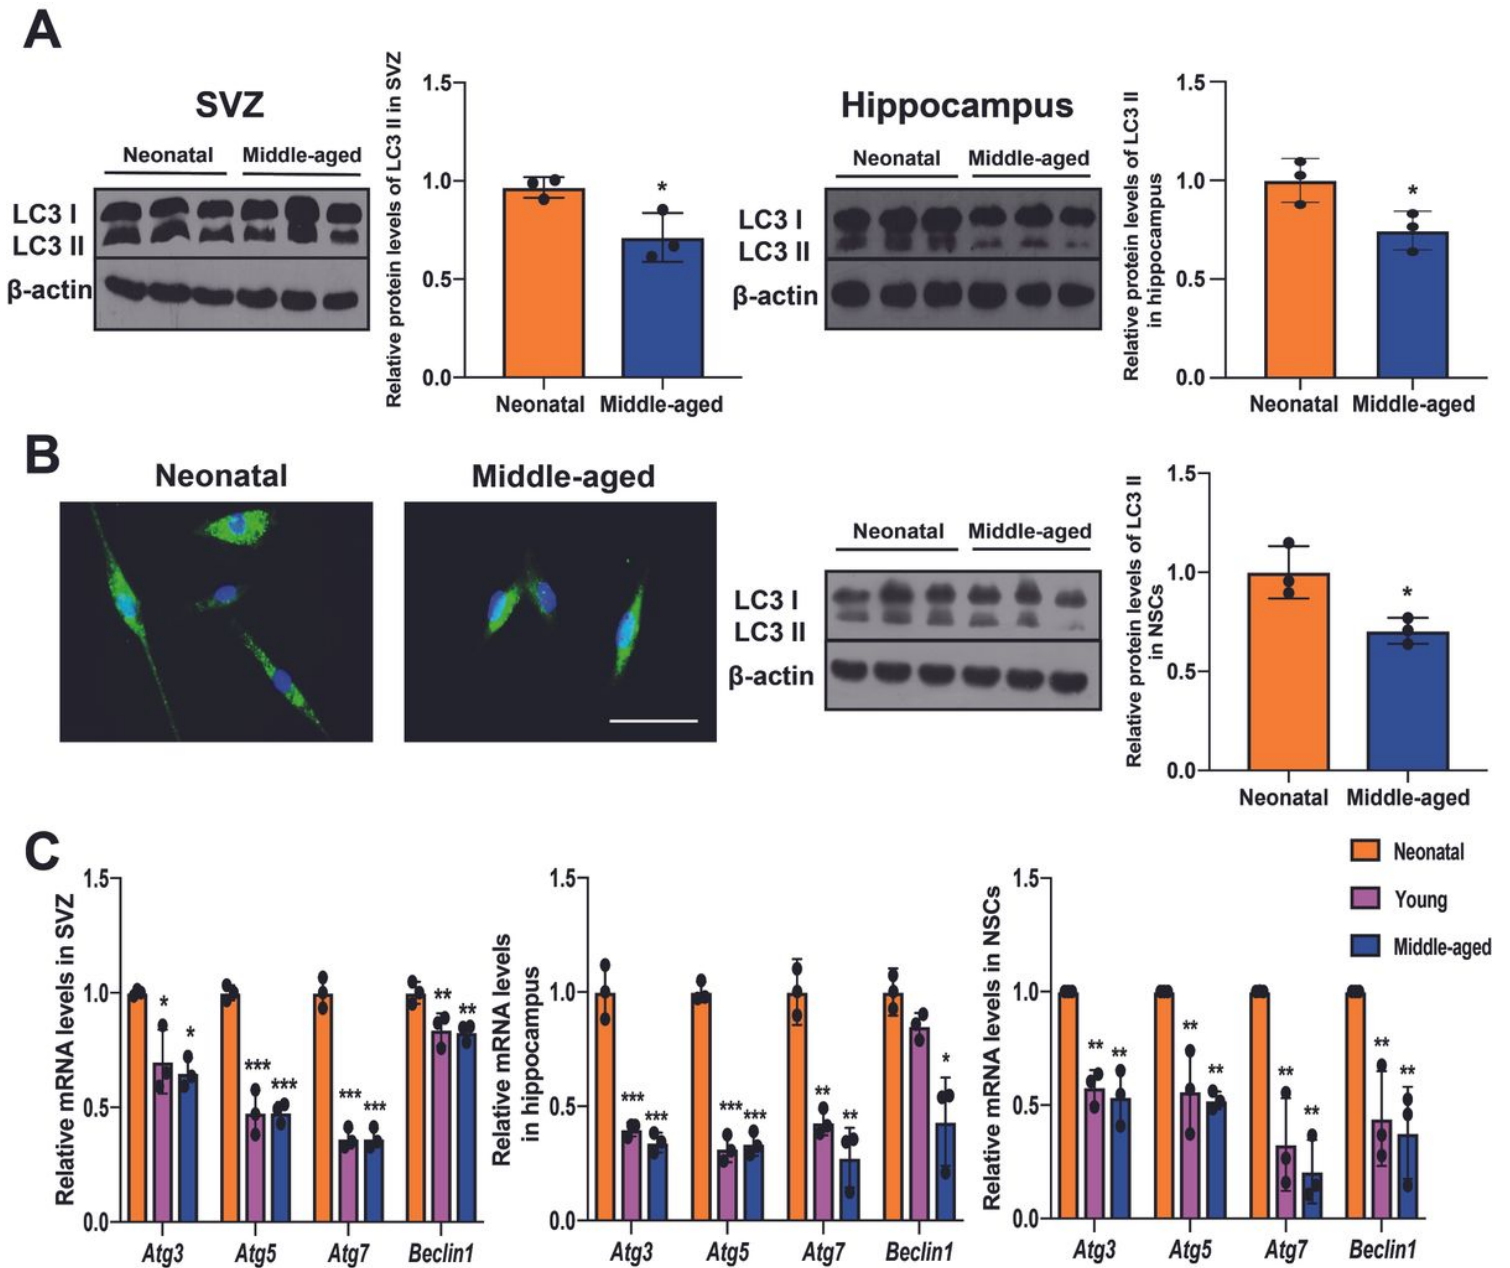 A
SVZ
Neonatal Middle-aged
LC3 I
LC3 II
β-actin
Relative protein levels of LC3 II in SVZ
1.5
1.0
0.5
0.0
*
Neonatal Middle-aged
Hippocampus
Neonatal Middle-aged
LC3 I
LC3 II
β-actin
Relative protein levels of LC3 II
in hippocampus
1.5
1.0
0.5
0.0
*
Neonatal Middle-aged
B
Neonatal
Middle-aged
Neonatal Middle-aged
LC3 I
LC3 II
β-actin
Relative protein levels of LC3 II
in NSCs
1.5
1.0
0.5
0.0
*
Neonatal Middle-aged
C
Relative mRNA levels in SVZ
1.5
1.0
0.5
0.0
* * *** *** *** *** ** **
Atg3 Atg5 Atg7 Beclin1
Relative mRNA levels
in hippocampus
1.5
1.0
0.5
0.0
*** *** *** *** ** ** *
Atg3 Atg5 Atg7 Beclin1
Relative mRNA levels in NSCs
1.5
1.0
0.5
0.0
** ** ** ** ** ** ** **
Atg3 Atg5 Atg7 Beclin1
Neonatal
Young
Middle-aged